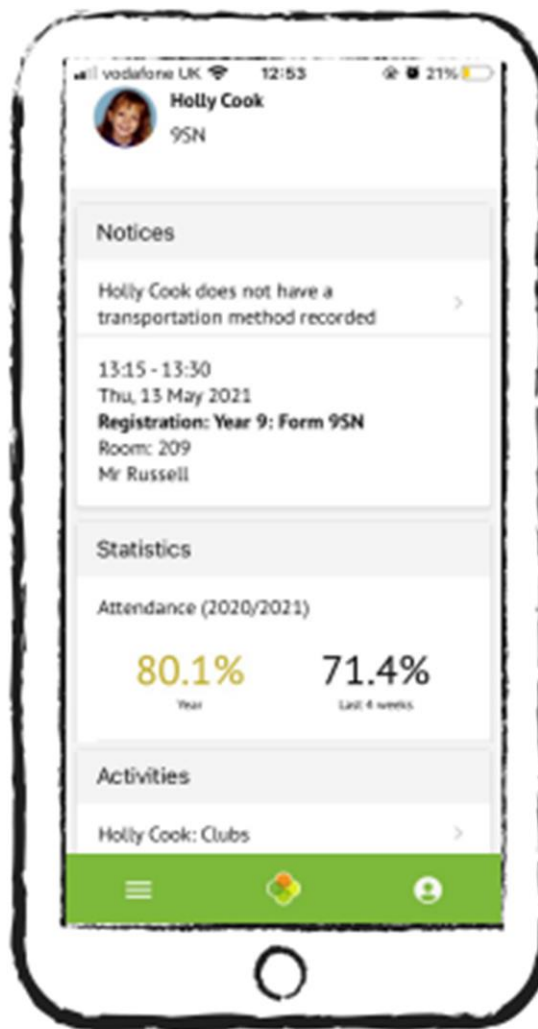 vodafone UK 12:53 21%
Holly Cook
9SN
Notices
Holly Cook does not have a
transportation method recorded
13:15 - 13:30
Thu, 13 May 2021
Registration: Year 9: Form 9SN
Room: 209
Mr Russell
Statistics
Attendance (2020/2021)
80.1% 71.4%
Year Last 4 weeks
Activities
Holly Cook: Clubs